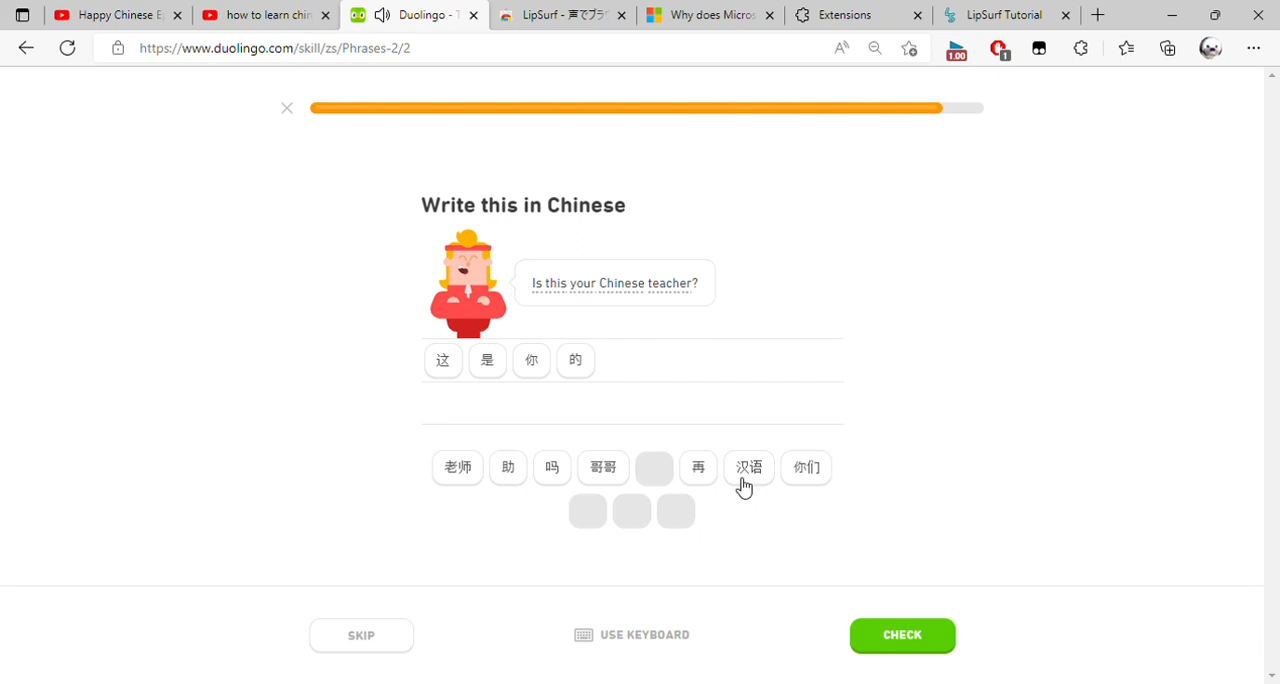 Happy Chinese E
how to learn chin
Duolingo - T
LipSurf - 声でブラ
Why does Micros
Extensions
LipSurf Tutorial
https://www.duolingo.com/skill/zs/Phrases-2/2
1.00
1
Write this in Chinese
Is this your Chinese teacher?
这 是 你 的
老师 助 吗 哥哥 再 汉语 你们
SKIP
USE KEYBOARD
CHECK